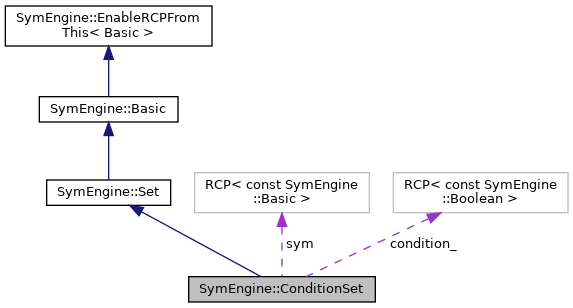 SymEngine::EnableRCPFrom
This< Basic >
SymEngine::Basic
SymEngine::Set
RCP< const SymEngine
::Basic >
RCP< const SymEngine
::Boolean >
sym
condition_
SymEngine::ConditionSet